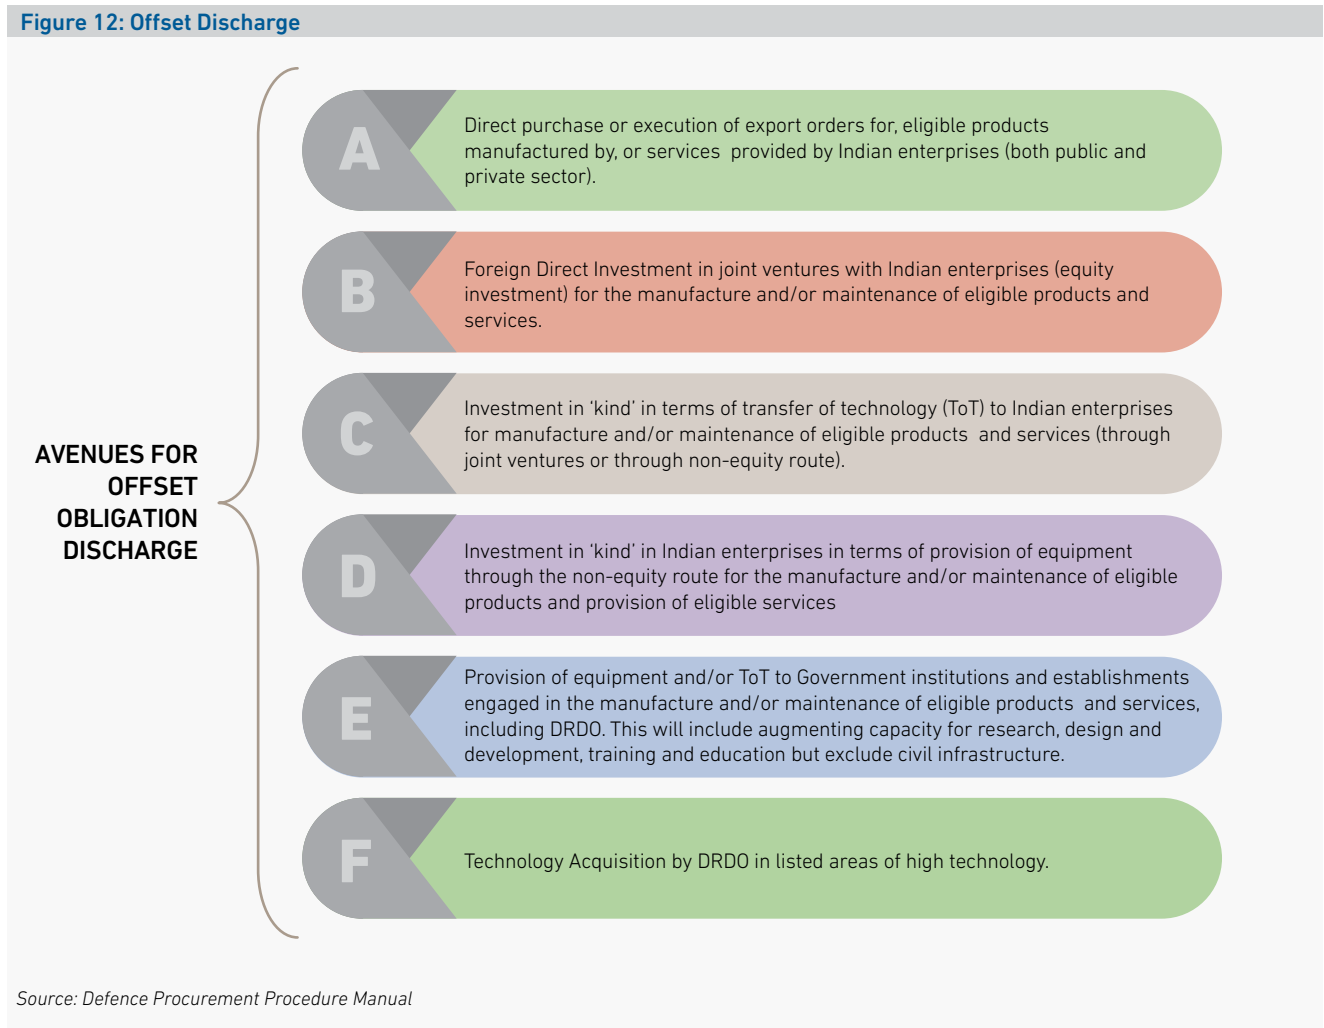 Figure 12: Offset Discharge
AVENUES FOR
OFFSET
OBLIGATION
DISCHARGE
A
Direct purchase or execution of export orders for, eligible products
manufactured by, or services provided by Indian enterprises (both public and
private sector).
B
Foreign Direct Investment in joint ventures with Indian enterprises (equity
investment) for the manufacture and/or maintenance of eligible products and
services.
C
Investment in ‘kind’ in terms of transfer of technology (ToT) to Indian enterprises
for manufacture and/or maintenance of eligible products and services (through
joint ventures or through non-equity route).
D
Investment in ‘kind’ in Indian enterprises in terms of provision of equipment
through the non-equity route for the manufacture and/or maintenance of eligible
products and provision of eligible services
E
Provision of equipment and/or ToT to Government institutions and establishments
engaged in the manufacture and/or maintenance of eligible products and services,
including DRDO. This will include augmenting capacity for research, design and
development, training and education but exclude civil infrastructure.
F
Technology Acquisition by DRDO in listed areas of high technology.
Source: Defence Procurement Procedure Manual